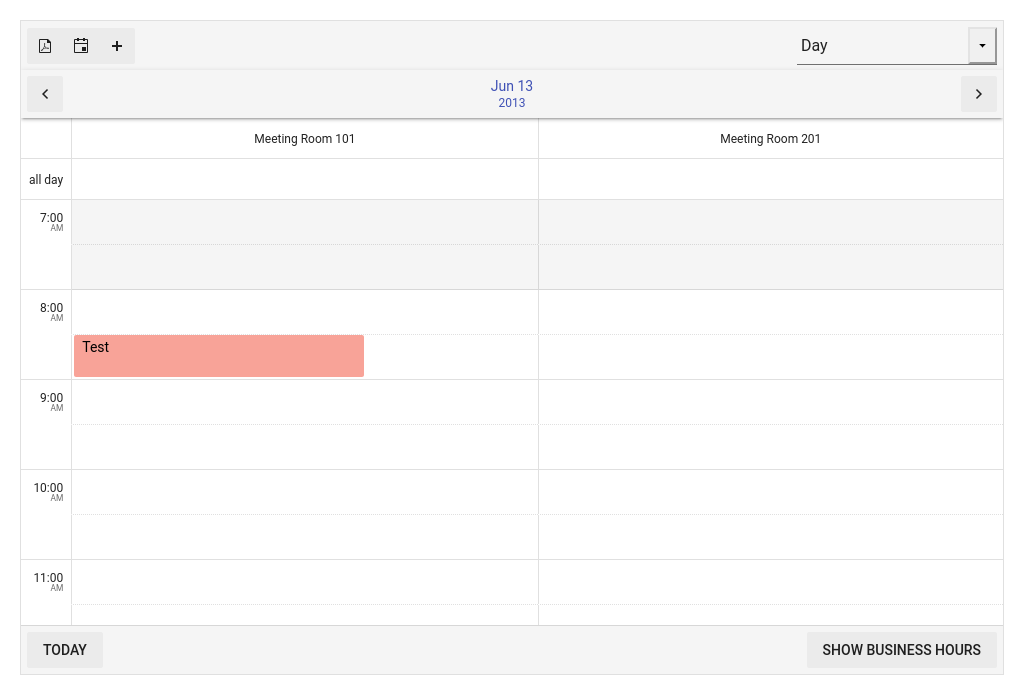 Day
Jun 13
2013
Meeting Room 101 Meeting Room 201
all day
7:00
AM
8:00
AM
Test
9:00
AM
10:00
AM
11:00
AM
TODAY SHOW BUSINESS HOURS